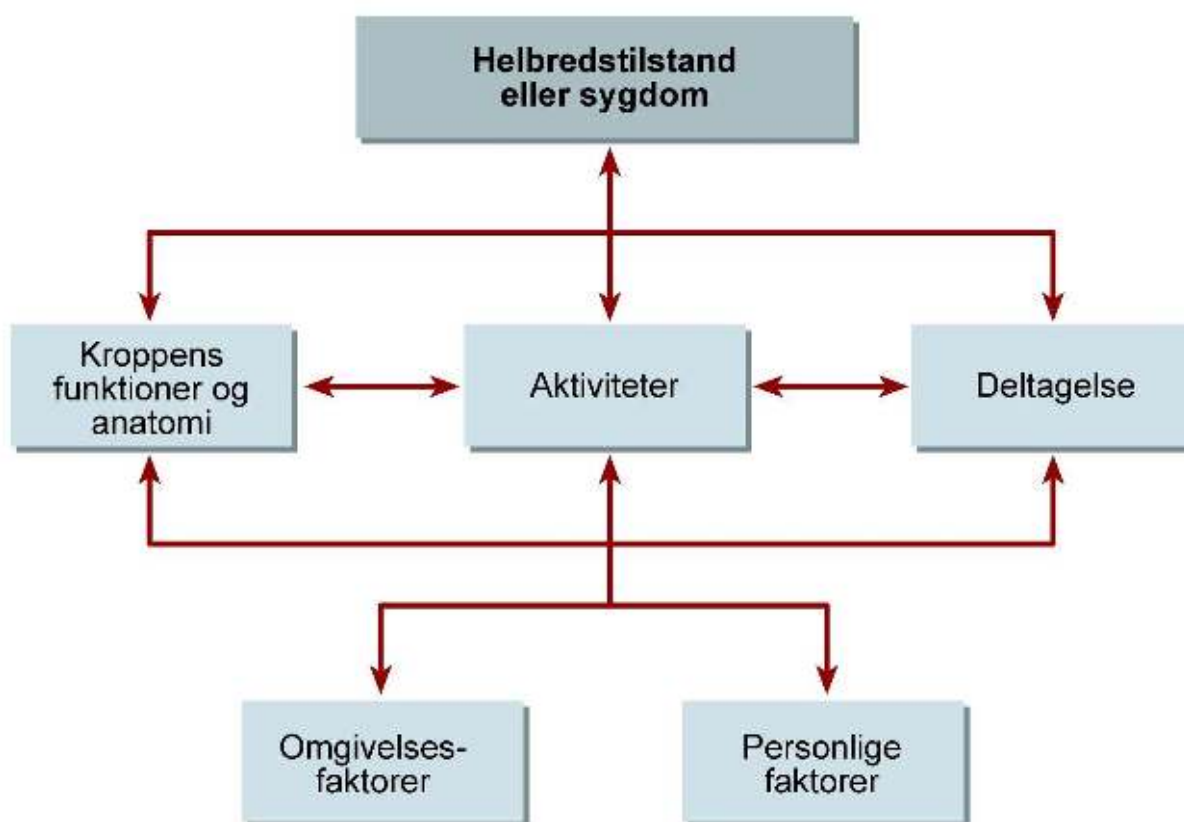 Helbredstilstand
eller sygdom
Kroppens
funktioner og
anatomi
Aktiviteter
Deltagelse
Omgivelses-
faktorer
Personlige
faktorer